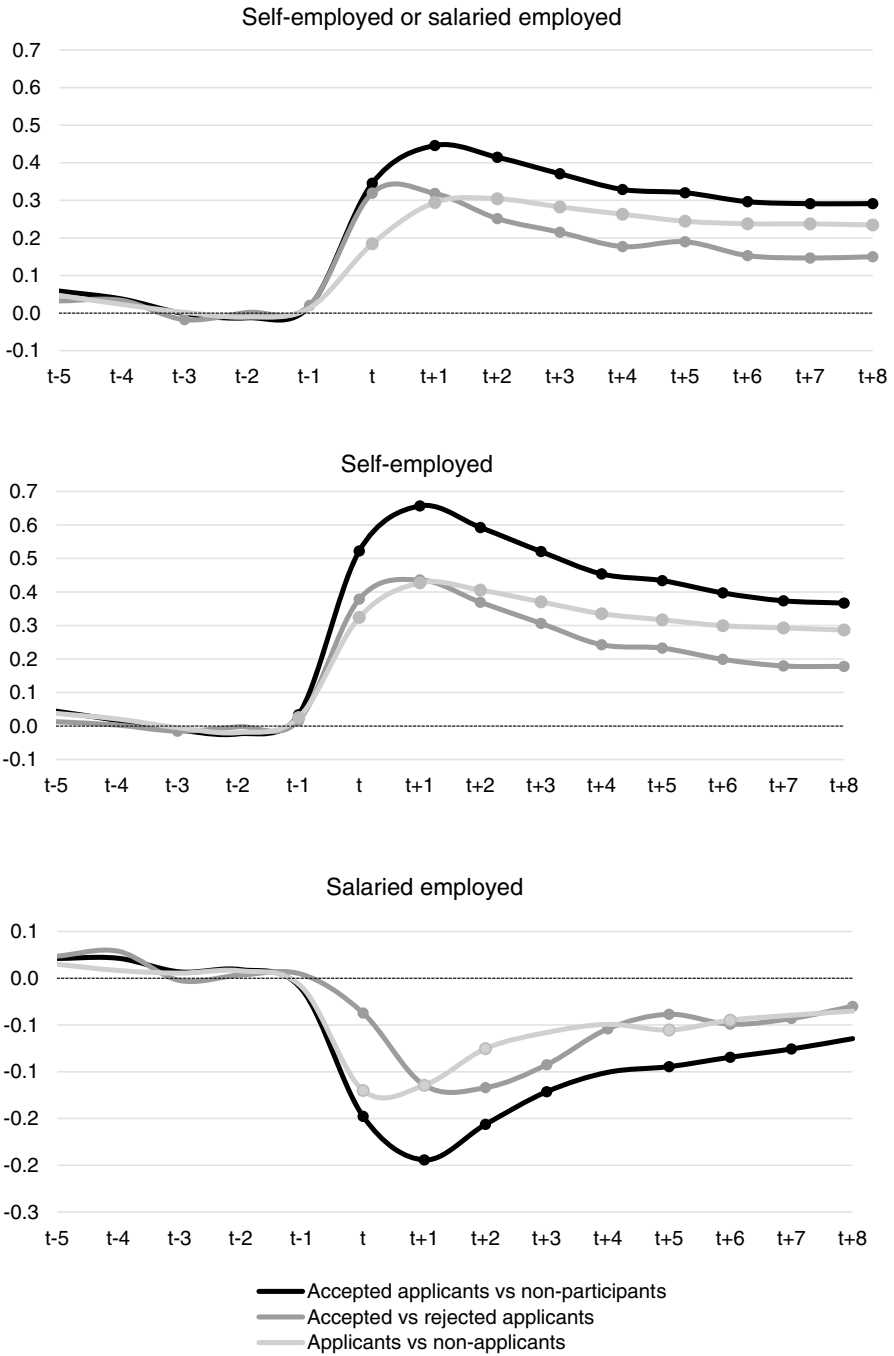 Self-employed or salaried employed
0.7
0.6
0.5
0.4
0.3
0.2
0.1
0.0
-0.1
t-5 t-4 t-3 t-2 t-1 t t+1 t+2 t+3 t+4 t+5 t+6 t+7 t+8
Self-employed
0.7
0.6
0.5
0.4
0.3
0.2
0.1
0.0
-0.1
t-5 t-4 t-3 t-2 t-1 t t+1 t+2 t+3 t+4 t+5 t+6 t+7 t+8
Salaried employed
0.1
0.0
-0.1
-0.1
-0.2
-0.2
-0.3
t-5 t-4 t-3 t-2 t-1 t t+1 t+2 t+3 t+4 t+5 t+6 t+7 t+8
Accepted applicants vs non-participants
Accepted vs rejected applicants
Applicants vs non-applicants